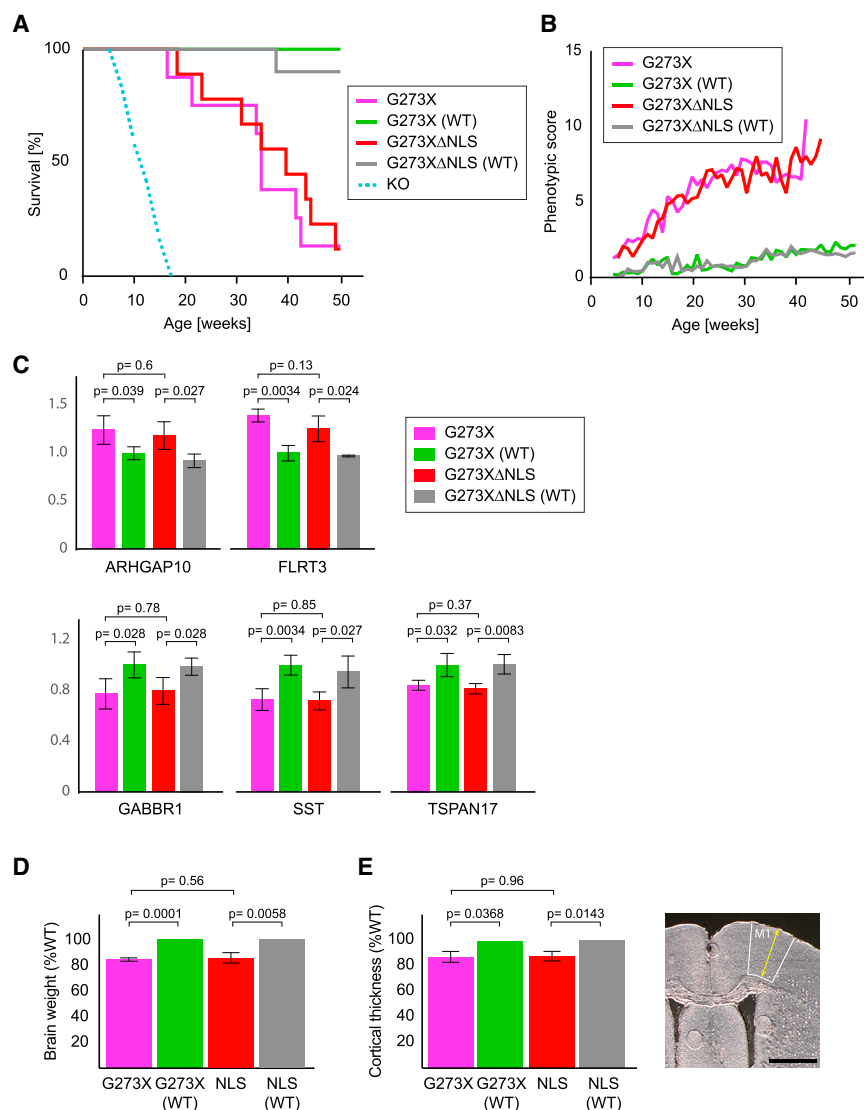 A
Survival [%]
100
50
0
0 10 20 30 40 50
Age [weeks]
G273X
G273X (WT)
G273XΔNLS
G273XΔNLS (WT)
KO
B
Phenotypic score
15
10
5
0
0 10 20 30 40 50
Age [weeks]
G273X
G273X (WT)
G273XΔNLS
G273XΔNLS (WT)
C
p= 0.6
p= 0.039 p= 0.027
p= 0.13
p= 0.0034 p= 0.024
1.5
1.0
0.5
0
ARHGAP10 FLRT3
G273X
G273X (WT)
G273XΔNLS
G273XΔNLS (WT)
p= 0.78
p= 0.028 p= 0.028
p= 0.85
p= 0.0034 p= 0.027
p= 0.37
p= 0.032 p= 0.0083
1.2
0.8
0.4
0
GABBR1 SST TSPAN17
D
p= 0.56
p= 0.0001 p= 0.0058
Brain weight (%WT)
100
80
60
40
20
G273X G273X (WT) NLS NLS (WT)
E
p= 0.96
p= 0.0368 p= 0.0143
Cortical thickness (%WT)
100
80
60
40
20
G273X G273X (WT) NLS NLS (WT)
M1